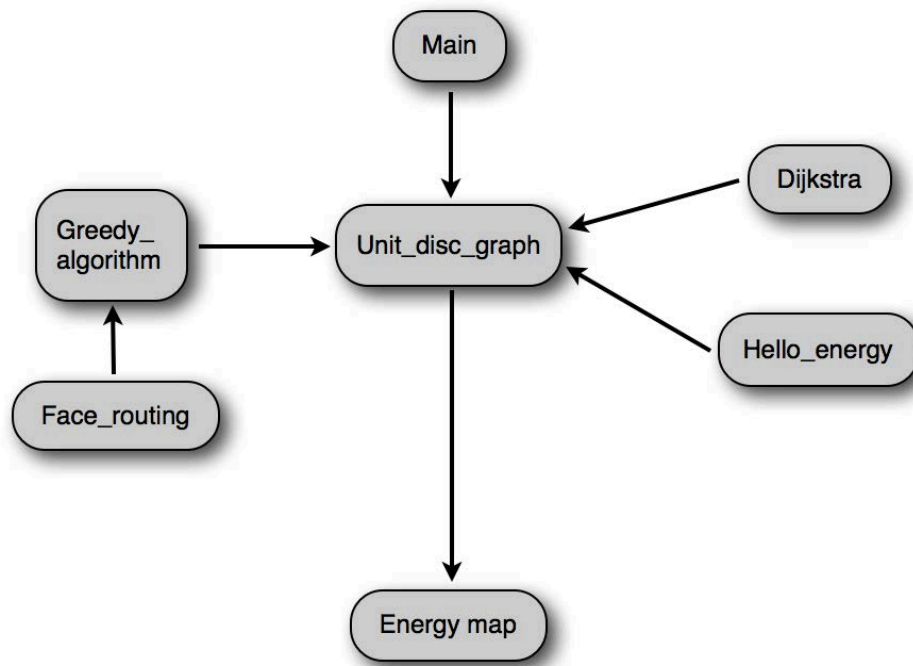 Main
Dijkstra
Greedy_
algorithm
Unit_disc_graph
Hello_energy
Face_routing
Energy map